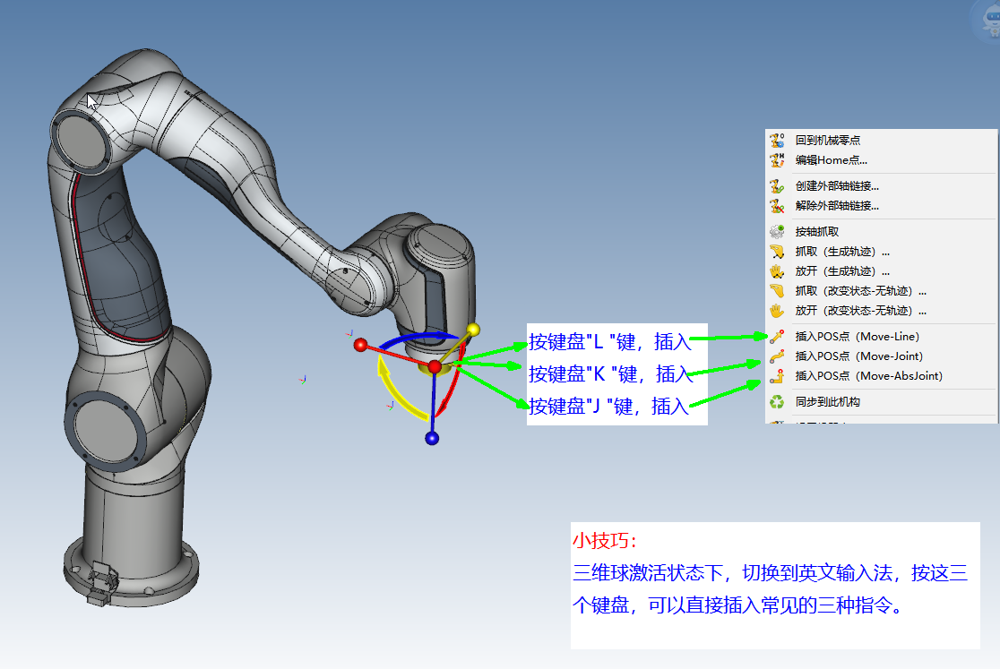 回到机械零点
编辑Home点...
创建外部轴链接...
解除外部轴链接...
按轴抓取
抓取（生成轨迹）...
放开（生成轨迹）...
抓取（改变状态-无轨迹）...
放开（改变状态-无轨迹）...
插入POS点（Move-Line)
插入POS点（Move-Joint)
插入POS点（Move-AbsJoint)
同步到此机构
按键盘"L "键，插入
按键盘"K "键，插入
按键盘"J "键，插入
小技巧：
三维球激活状态下，切换到英文输入法，按这三
个键盘，可以直接插入常见的三种指令。